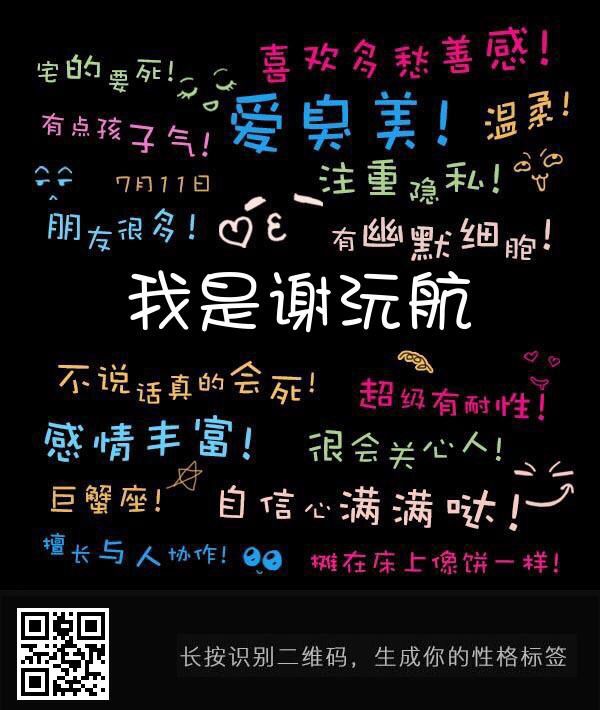 宅的要死！
喜欢多愁善感！
有点孩子气！
爱臭美！
温柔！
7月11日
注重隐私！
朋友很多！
有幽默细胞！
我是谢沅航
不说话真的会死！
超级有耐性！
感情丰富！
很会关心人！
巨蟹座！
自信心满满哒！
擅长与人协作！
摊在床上像饼一样！
长按识别二维码，生成你的性格标签